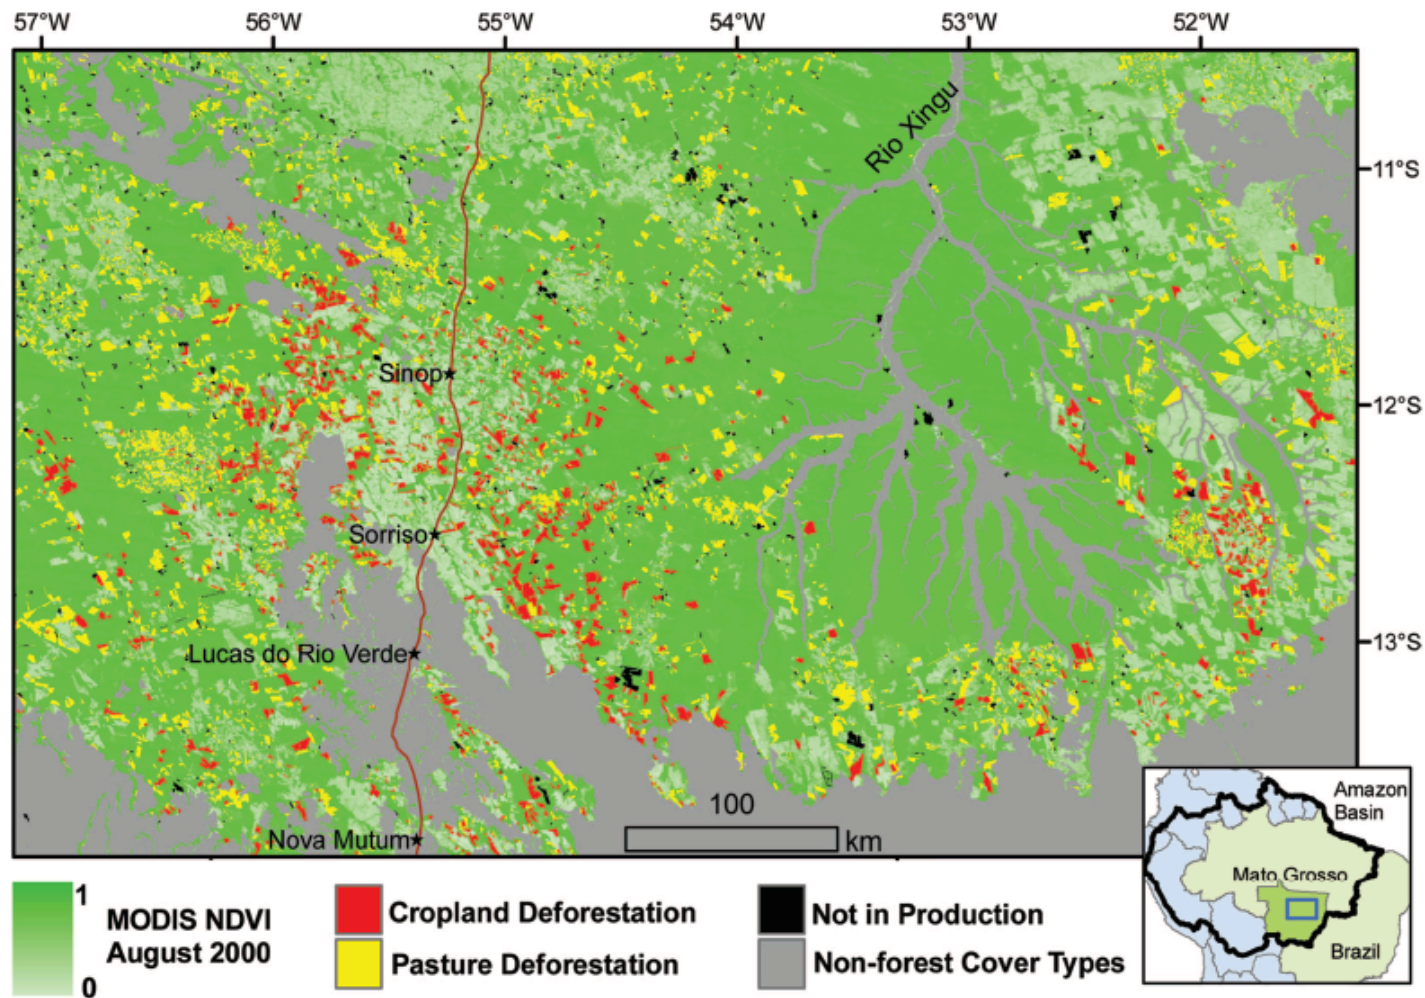 57°W 56°W 55°W 54°W 53°W 52°W
Rio Xingu
11°S
Sinop
12°S
Sorriso
Lucas do Rio Verde
13°S
100
km
Nova Mutum
Amazon
Basin
Mato Grosso
Brazil
1
MODIS NDVI
August 2000
0
Cropland Deforestation
Pasture Deforestation
Not in Production
Non-forest Cover Types